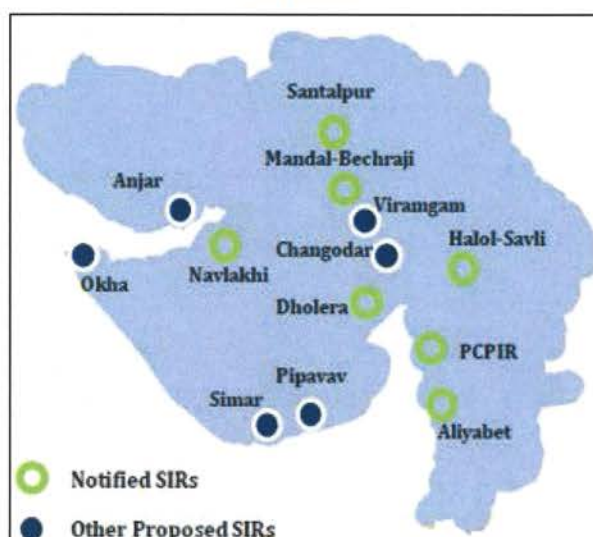 Santalpur
Mandal-Bechraji
Anjar
Viramgam
Changodar
Halol-Savli
Navlakhi
Okha
Dholera
PCPIR
Pipavav
Simar
Aliyabet
Notified SIRs
Other Proposed SIRs